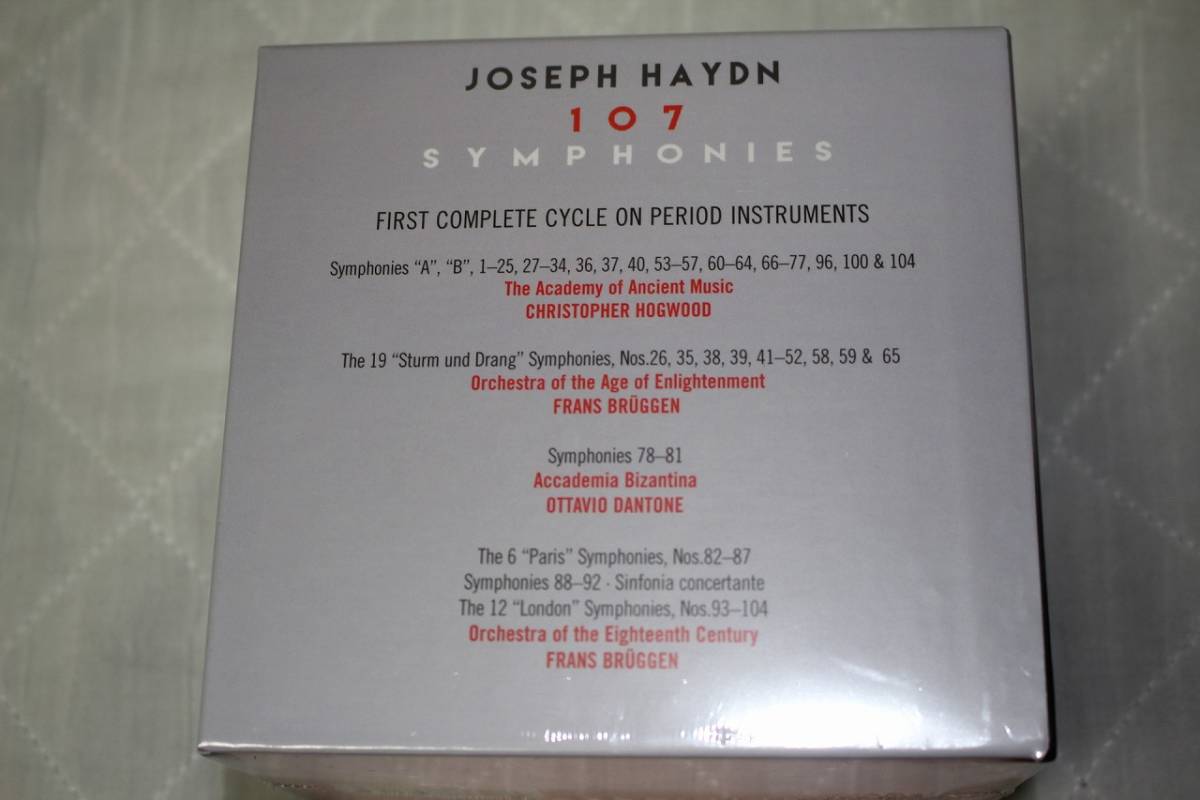 JOSEPH HAYDN
107
SYMPHONIES
FIRST COMPLETE CYCLE ON PERIOD INSTRUMENTS
Symphonies “A”, “B”, 1–25, 27–34, 36, 37, 40, 53–57, 60–64, 66–77, 96, 100 & 104
The Academy of Ancient Music
CHRISTOPHER HOGWOOD
The 19 “Sturm und Drang” Symphonies, Nos.26, 35, 38, 39, 41–52, 58, 59 & 65
Orchestra of the Age of Enlightenment
FRANS BRÜGGEN
Symphonies 78–81
Accademia Bizantina
OTTAVIO DANTONE
The 6 “Paris” Symphonies, Nos.82–87
Symphonies 88–92 · Sinfonia concertante
The 12 “London” Symphonies, Nos.93–104
Orchestra of the Eighteenth Century
FRANS BRÜGGEN